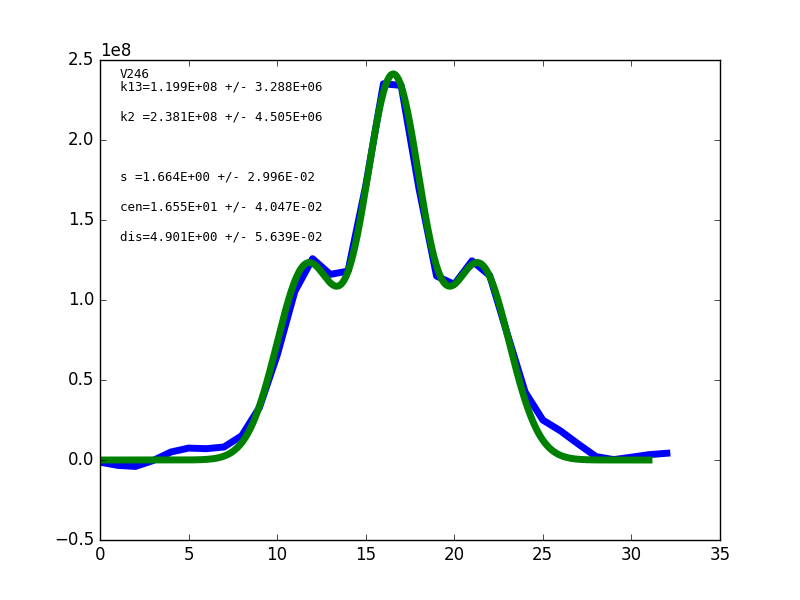 1e8
2.5
2.0
1.5
1.0
0.5
0.0
−0.5
V246
k13=1.199E+08 +/- 3.288E+06
k2 =2.381E+08 +/- 4.505E+06
s =1.664E+00 +/- 2.996E-02
cen=1.655E+01 +/- 4.047E-02
dis=4.901E+00 +/- 5.639E-02
0 5 10 15 20 25 30 35